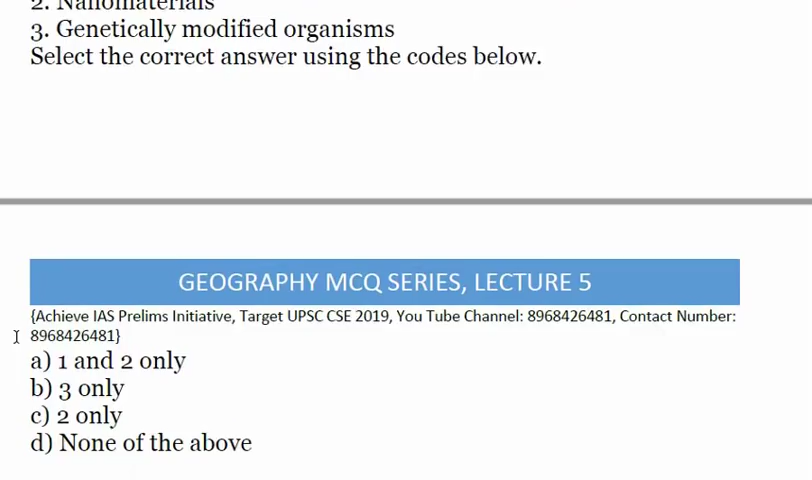 2. Nanomaterials
3. Genetically modified organisms
Select the correct answer using the codes below.
GEOGRAPHY MCQ SERIES, LECTURE 5
{Achieve IAS Prelims Initiative, Target UPSC CSE 2019, You Tube Channel: 8968426481, Contact Number:
8968426481}
a) 1 and 2 only
b) 3 only
c) 2 only
d) None of the above